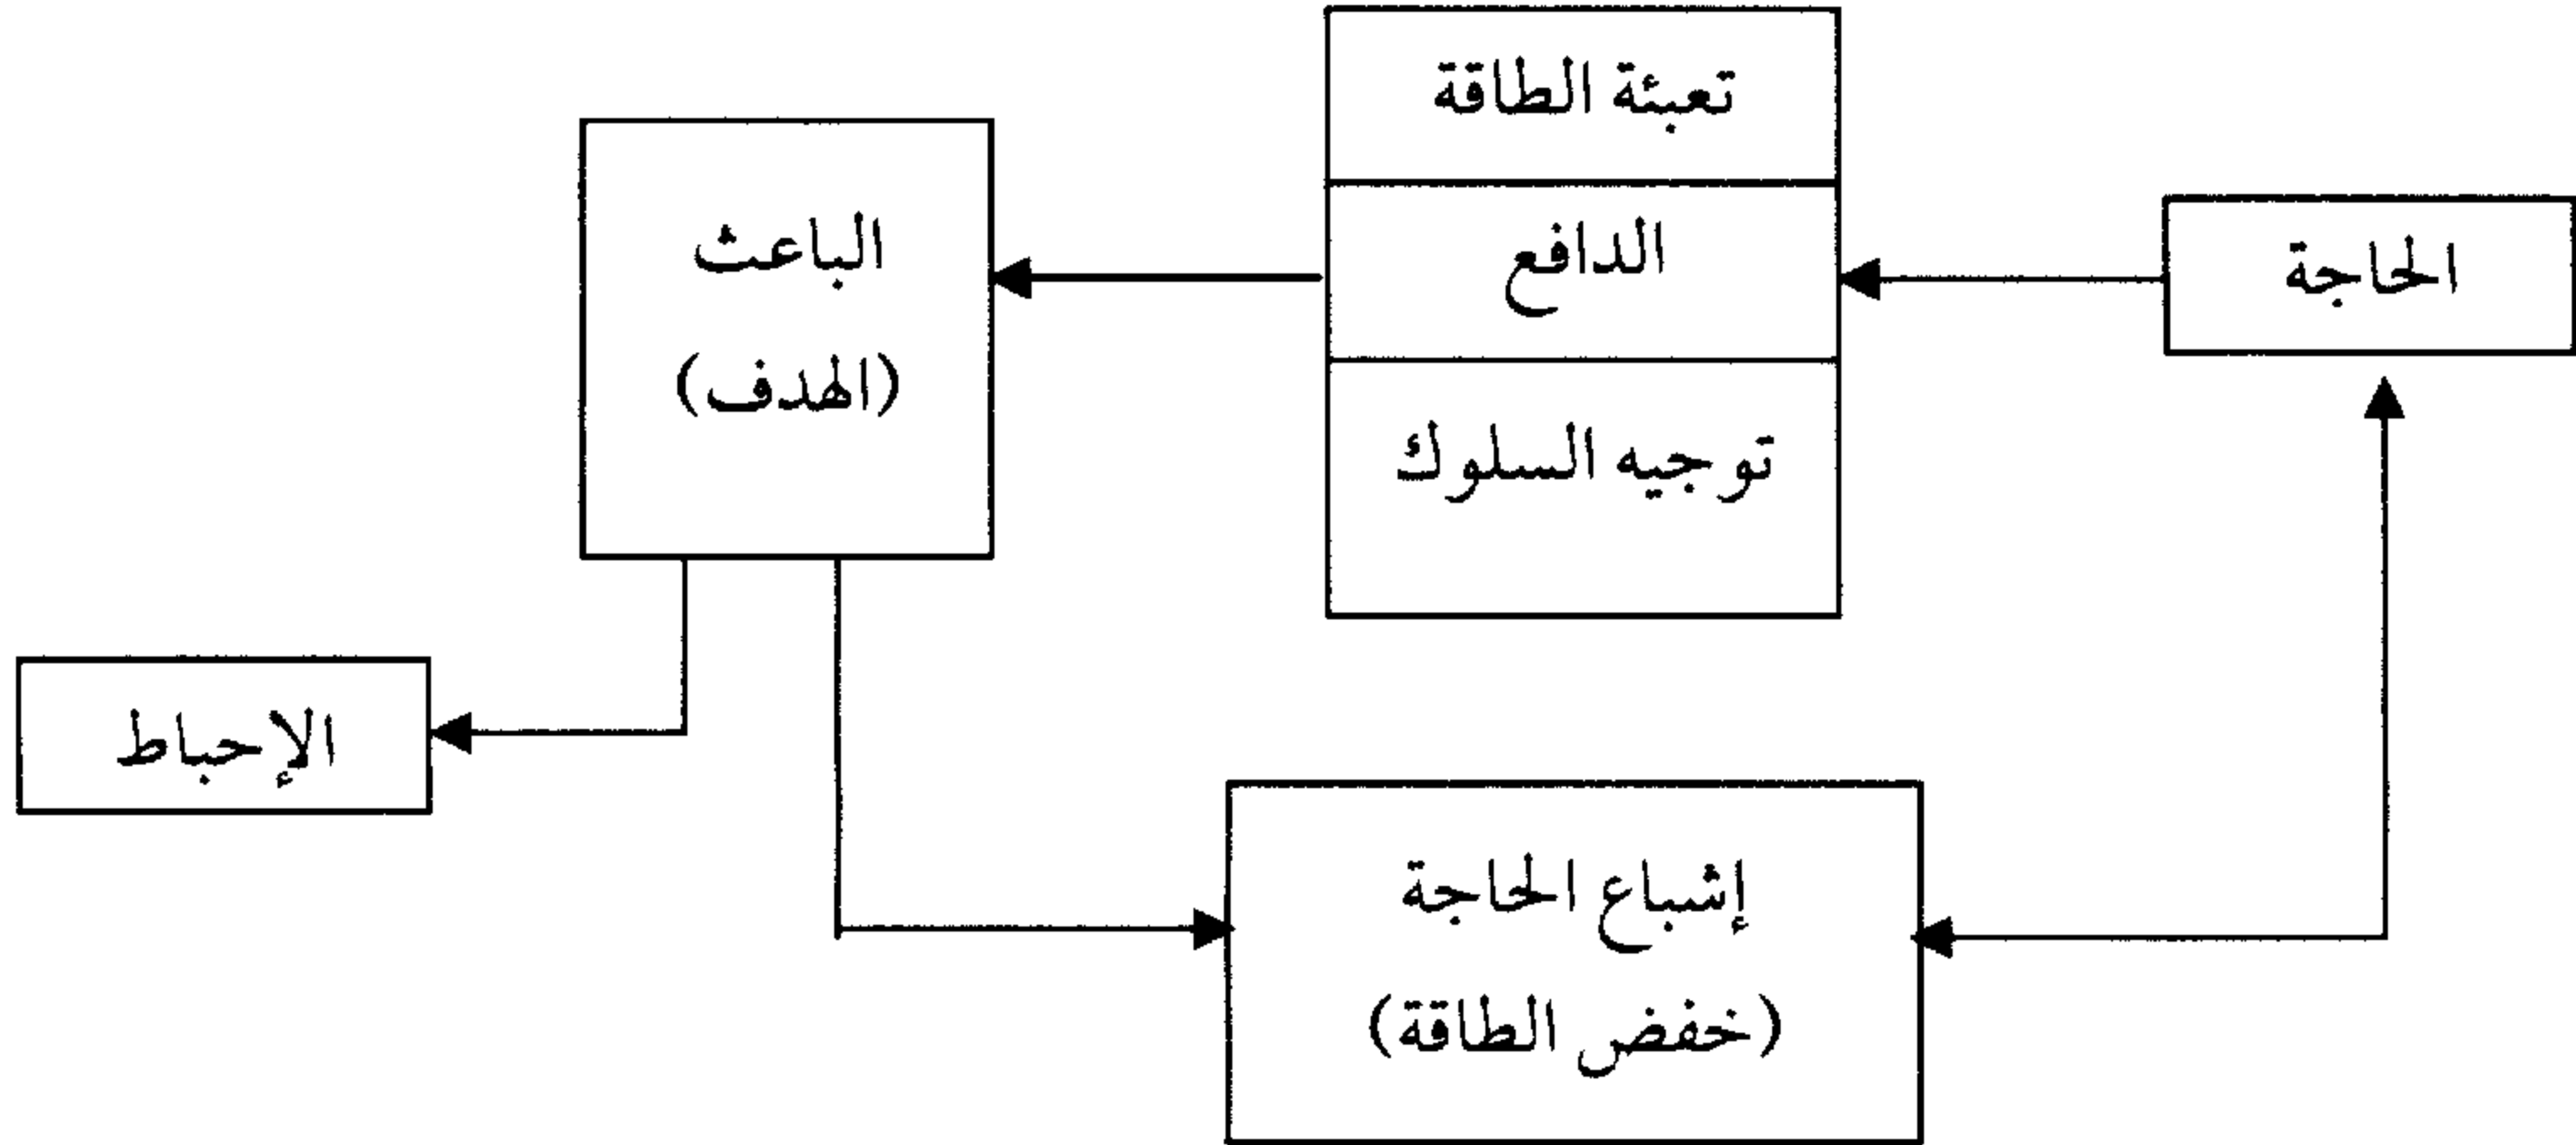 الحاجة
تعبئة الطاقة
الدافع
توجيه السلوك
الباعث
(الهدف)
الإحباط
إشباع الحاجة
(خفض الطاقة)